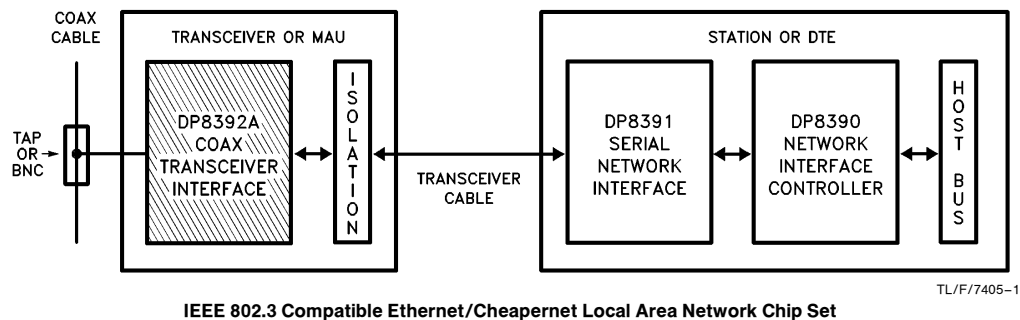 COAX
CABLE
TRANSCEIVER OR MAU
STATION OR DTE
TAP
OR
BNC
DP8392A
COAX
TRANSCEIVER
INTERFACE
ISOLATION
TRANSCEIVER
CABLE
DP8391
SERIAL
NETWORK
INTERFACE
DP8390
NETWORK
INTERFACE
CONTROLLER
HOST BUS
TL/F/7405-1
IEEE 802.3 Compatible Ethernet/Cheapernet Local Area Network Chip Set